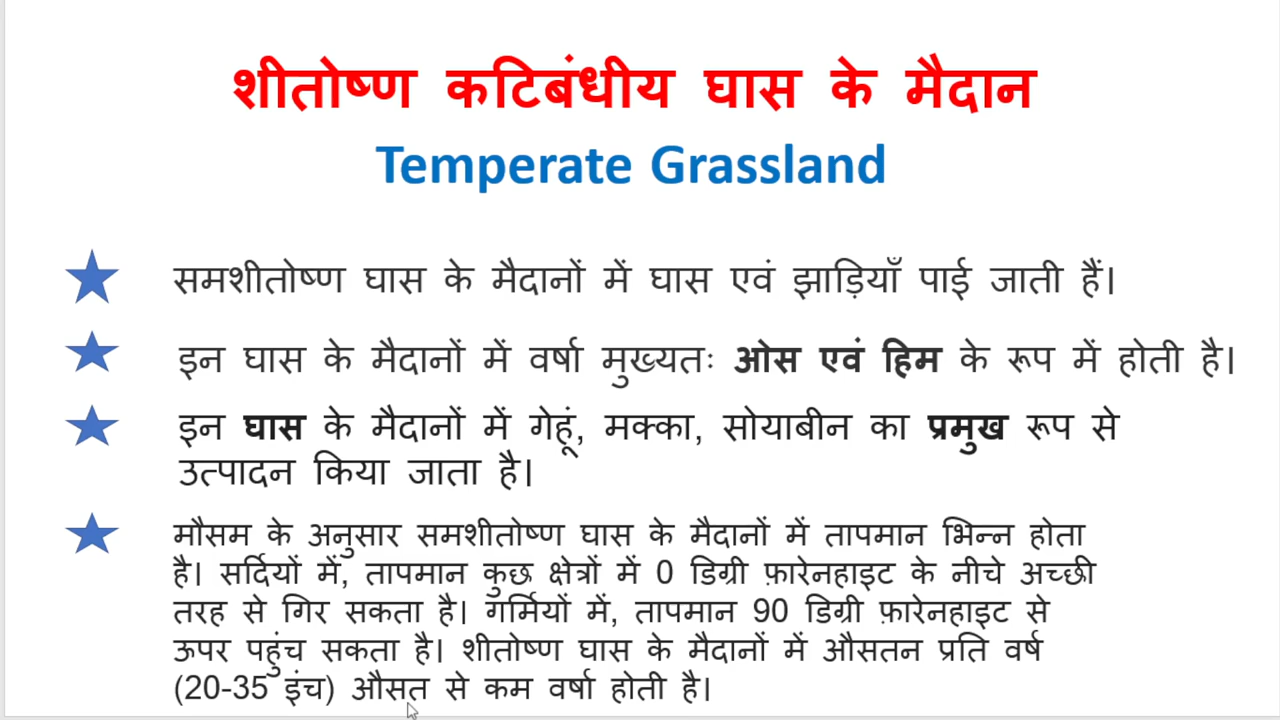 शीतोष्ण कटिबंधीय घास के मैदान
Temperate Grassland
समशीतोष्ण घास के मैदानों में घास एवं झाड़ियाँ पाई जाती हैं।
इन घास के मैदानों में वर्षा मुख्यतः ओस एवं हिम के रूप में होती है।
इन घास के मैदानों में गेहूं, मक्का, सोयाबीन का प्रमुख रूप से
उत्पादन किया जाता है।
मौसम के अनुसार समशीतोष्ण घास के मैदानों में तापमान भिन्न होता
है। सर्दियों में, तापमान कुछ क्षेत्रों में 0 डिग्री फ़ारेनहाइट के नीचे अच्छी
तरह से गिर सकता है। गर्मियों में, तापमान 90 डिग्री फ़ारेनहाइट से
ऊपर पहुंच सकता है। शीतोष्ण घास के मैदानों में औसतन प्रति वर्ष
(20-35 इंच) औसत से कम वर्षा होती है।